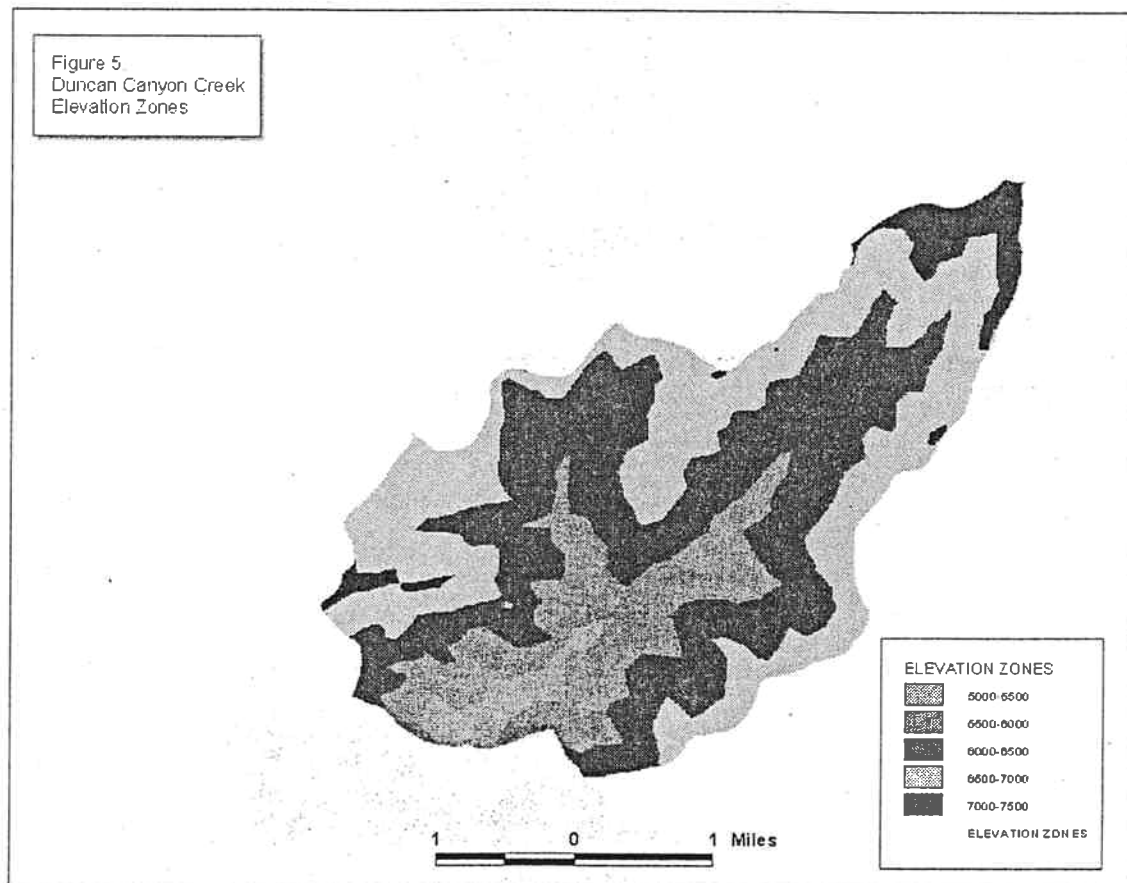 Figure 5.
Duncan Canyon Creek
Elevation Zones
ELEVATION ZONES
5000-5500
5500-6000
6000-6500
6500-7000
7000-7500
ELEVATION ZONES
1 0 1 Miles